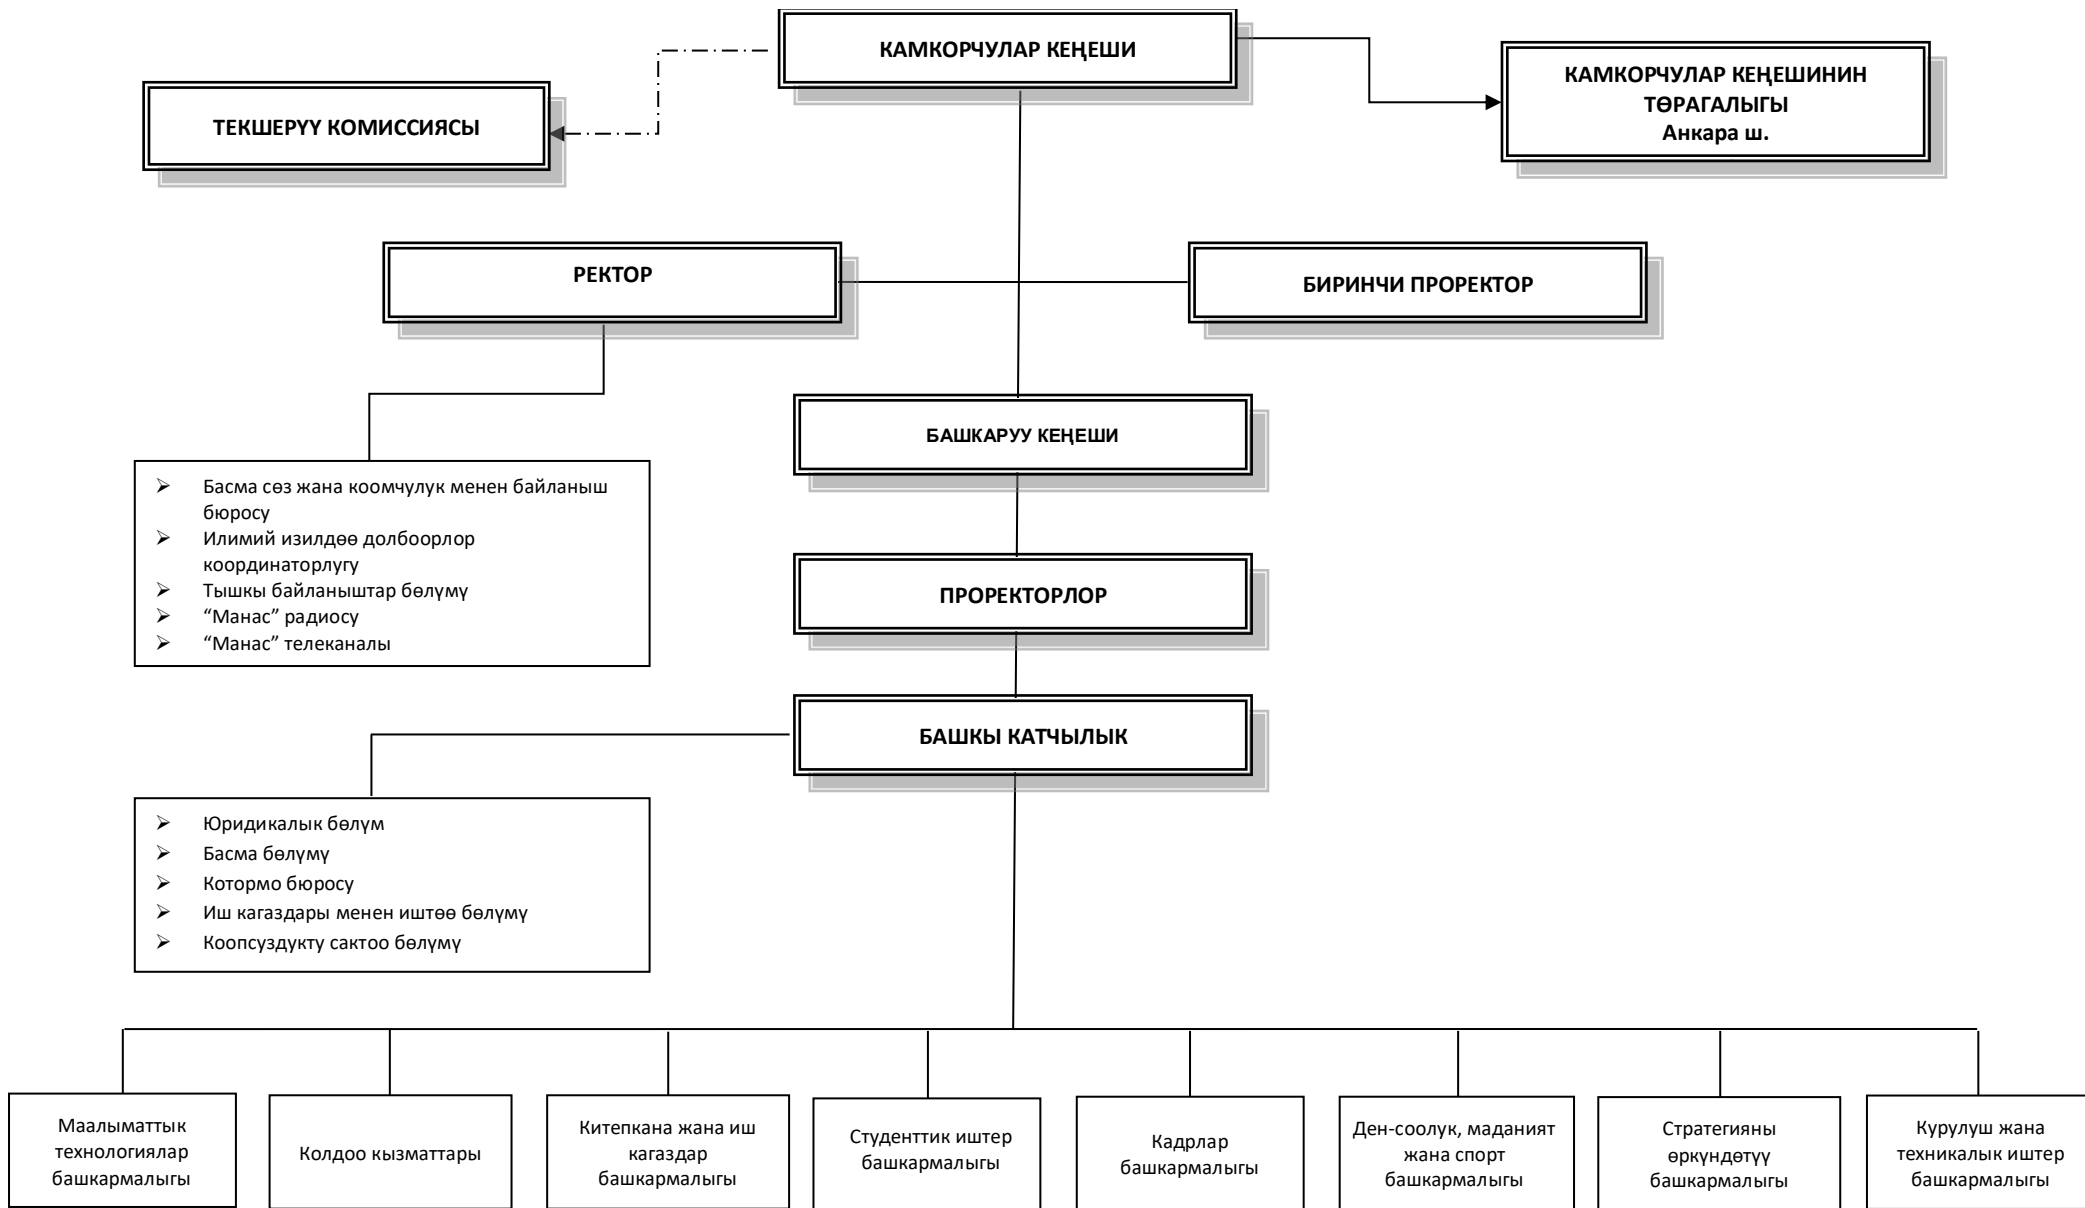 КАМКОРЧУЛАР КЕҢЕШИ
КАМКОРЧУЛАР КЕҢЕШИНИН
ТӨРАГАЛЫГЫ
Анкара ш.
ТЕКШЕРҮҮ КОМИССИЯСЫ
РЕКТОР
БИРИНЧИ ПРОРЕКТОР
БАШКАРУУ КЕҢЕШИ
Басма сөз жана коомчулук менен байланыш
бюросу
Илимий изилдөө долбоорлор
координаторлугу
Тышкы байланыштар бөлүмү
“Манас” радиосу
“Манас” телеканалы
ПРОРЕКТОРЛОР
БАШКЫ КАТЧЫЛЫК
Юридикалык бөлүм
Басма бөлүмү
Котормо бюросу
Иш кагаздары менен иштөө бөлүмү
Коопсуздукту сактоо бөлүмү
Маалыматтык
технологиялар
башкармалыгы
Колдоо кызматтары
Китепкана жана иш
кагаздар
башкармалыгы
Студенттик иштер
башкармалыгы
Кадрлар
башкармалыгы
Ден-соолук, маданият
жана спорт
башкармалыгы
Стратегияны
өркүндөтүү
башкармалыгы
Курулуш жана
техникалык иштер
башкармалыгы